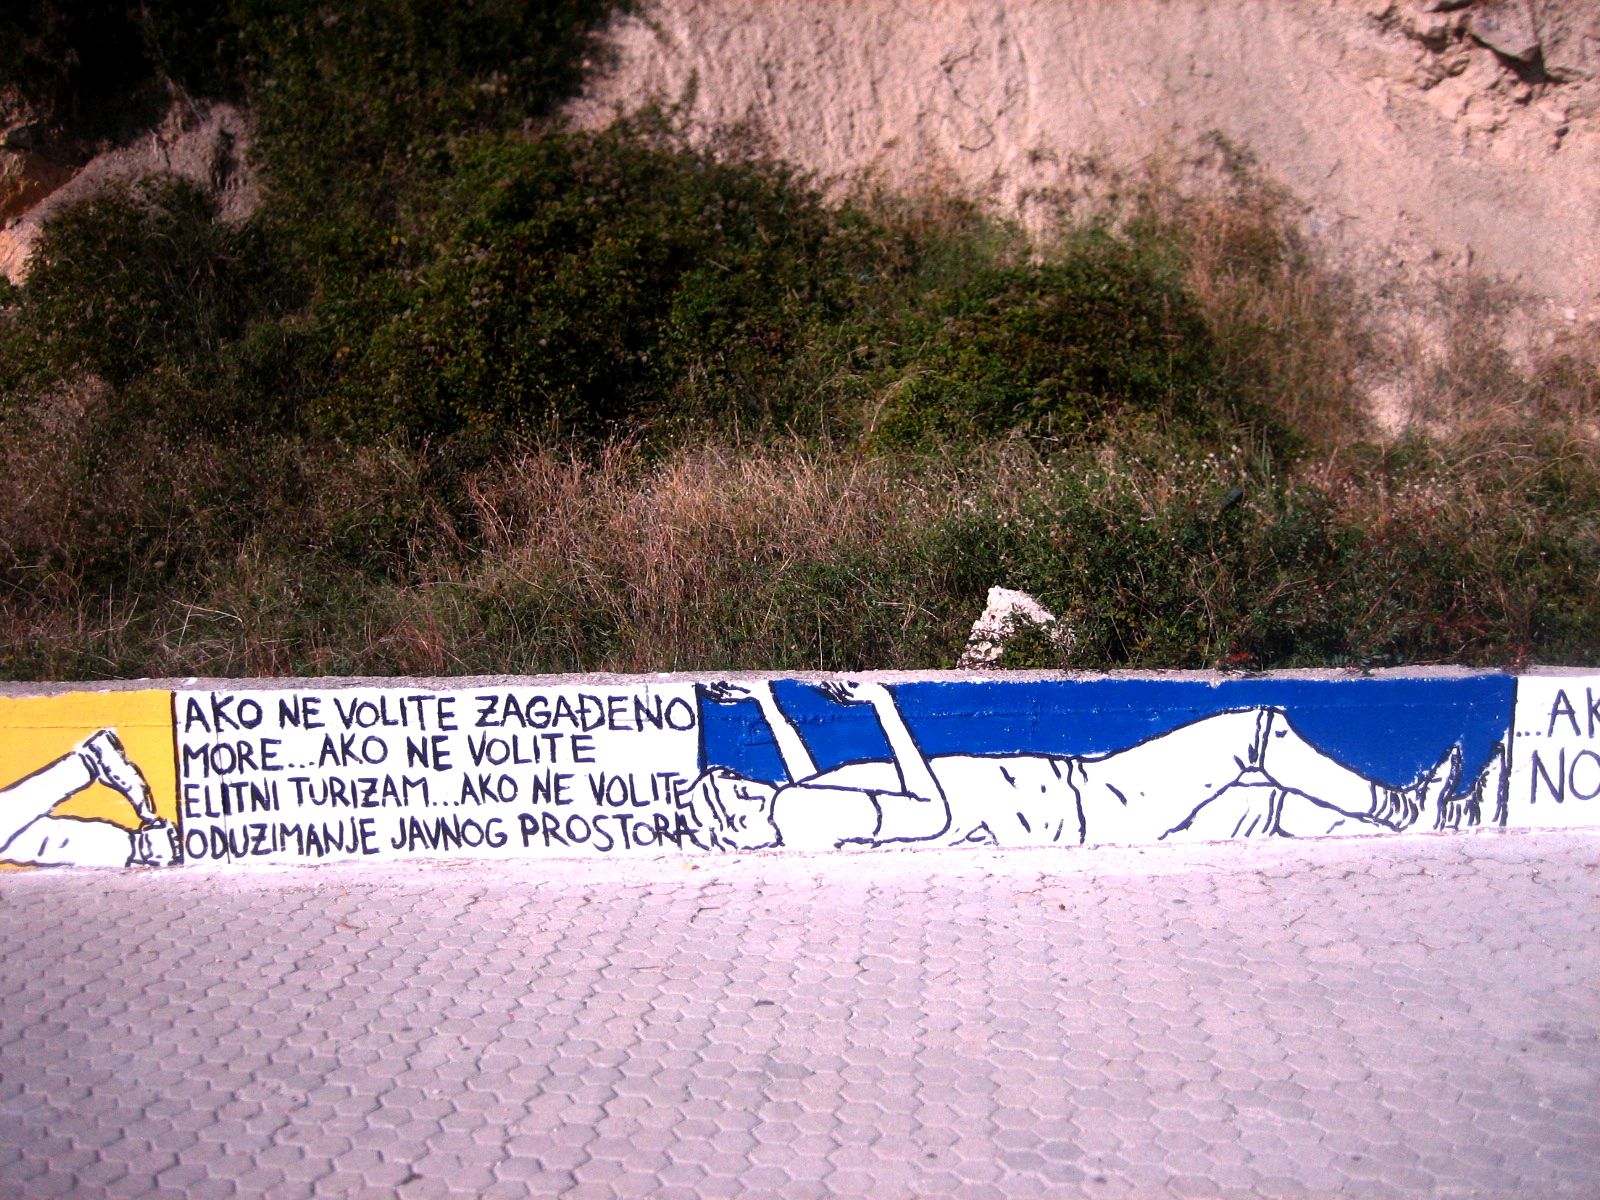 AKO NE VOLITE ZAGAĐENO
MORE...AKO NE VOLITE
ELITNI TURIZAM...AKO NE VOLITE
ODUZIMANJE JAVNOG PROSTORA
...AK
NO